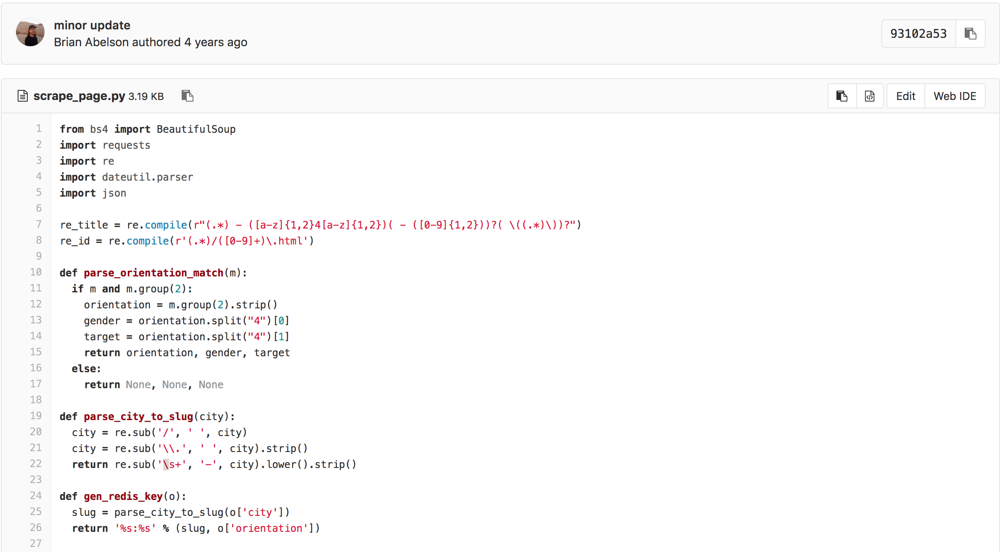 minor update
Brian Abelson authored 4 years ago
93102a53
scrape_page.py 3.19 KB
Edit
Web IDE
1 from bs4 import BeautifulSoup
2 import requests
3 import re
4 import dateutil.parser
5 import json
6
7 re_title = re.compile(r"(.*) - ([a-z]{1,2}4[a-z]{1,2})( - ([0-9]{1,2}))?( \((.*)\))?")
8 re_id = re.compile(r'(.*)/([0-9]+)\.html')
9
10 def parse_orientation_match(m):
11   if m and m.group(2):
12     orientation = m.group(2).strip()
13     gender = orientation.split("4")[0]
14     target = orientation.split("4")[1]
15     return orientation, gender, target
16   else:
17     return None, None, None
18
19 def parse_city_to_slug(city):
20   city = re.sub('/', ' ', city)
21   city = re.sub('\\.', ' ', city).strip()
22   return re.sub('\s+', '-', city).lower().strip()
23
24 def gen_redis_key(o):
25   slug = parse_city_to_slug(o['city'])
26   return '%s:%s' % (slug, o['orientation'])
27